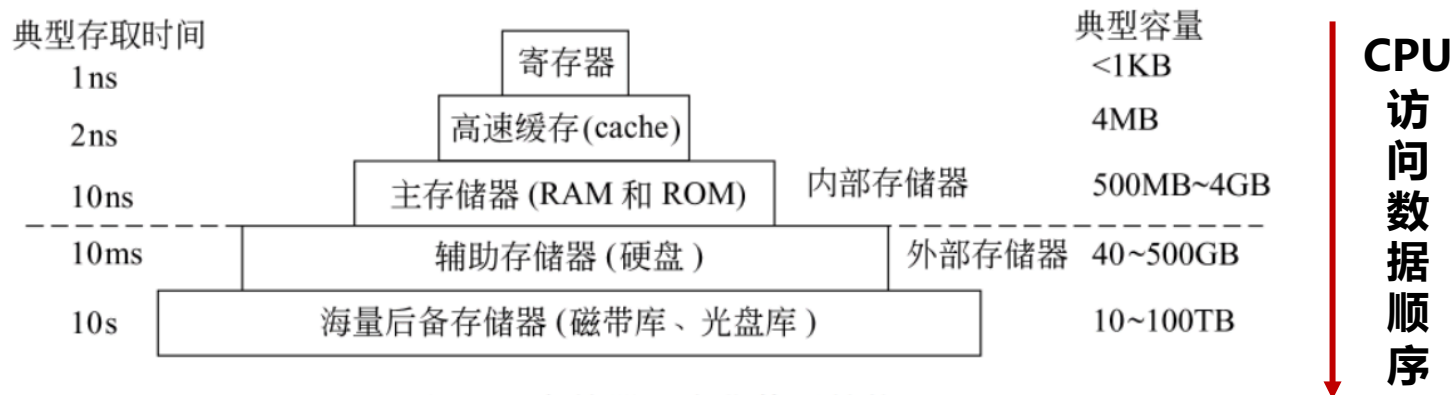 典型存取时间
典型容量
1ns
寄存器
<1KB
2ns
高速缓存(cache)
4MB
10ns
主存储器 (RAM 和 ROM)
内部存储器
500MB~4GB
10ms
辅助存储器 (硬盘 )
外部存储器
40~500GB
10s
海量后备存储器 (磁带库、光盘库 )
10~100TB
CPU
访
问
数
据
顺
序